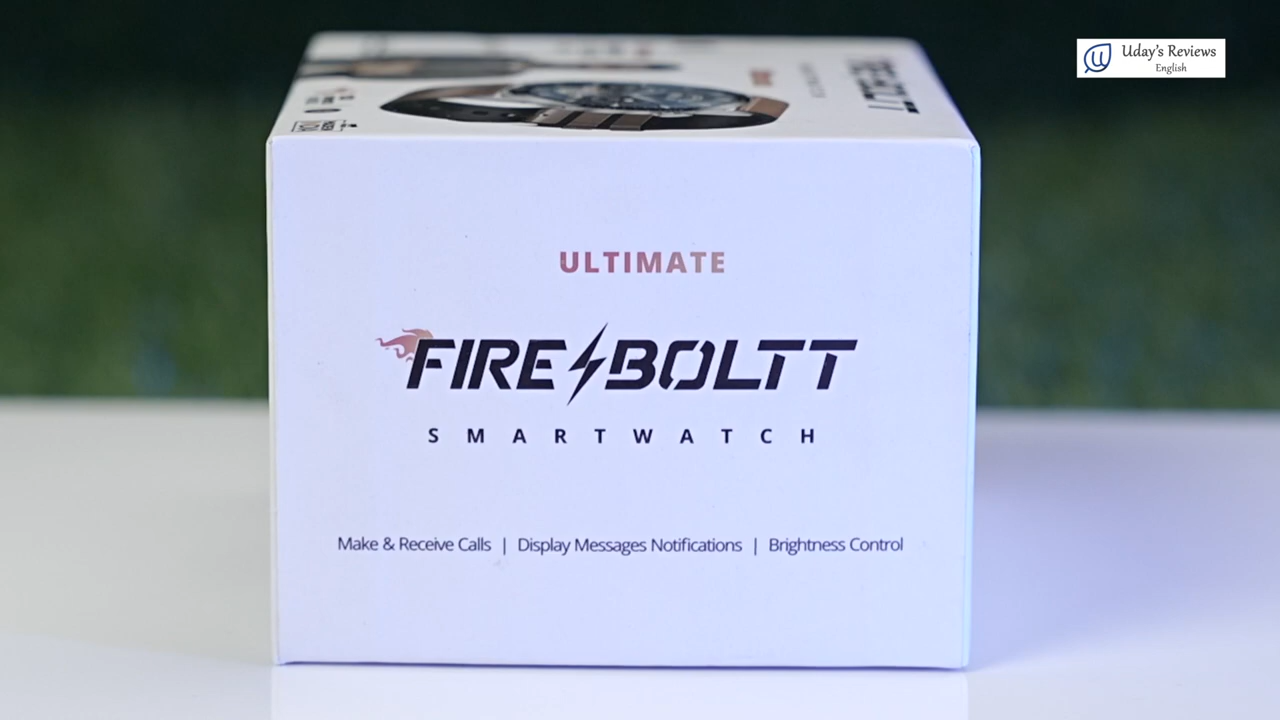 Uday's Reviews
English
ULTIMATE
FIRE BOLTT
SMARTWATCH
Make & Receive Calls | Display Messages Notifications | Brightness Control